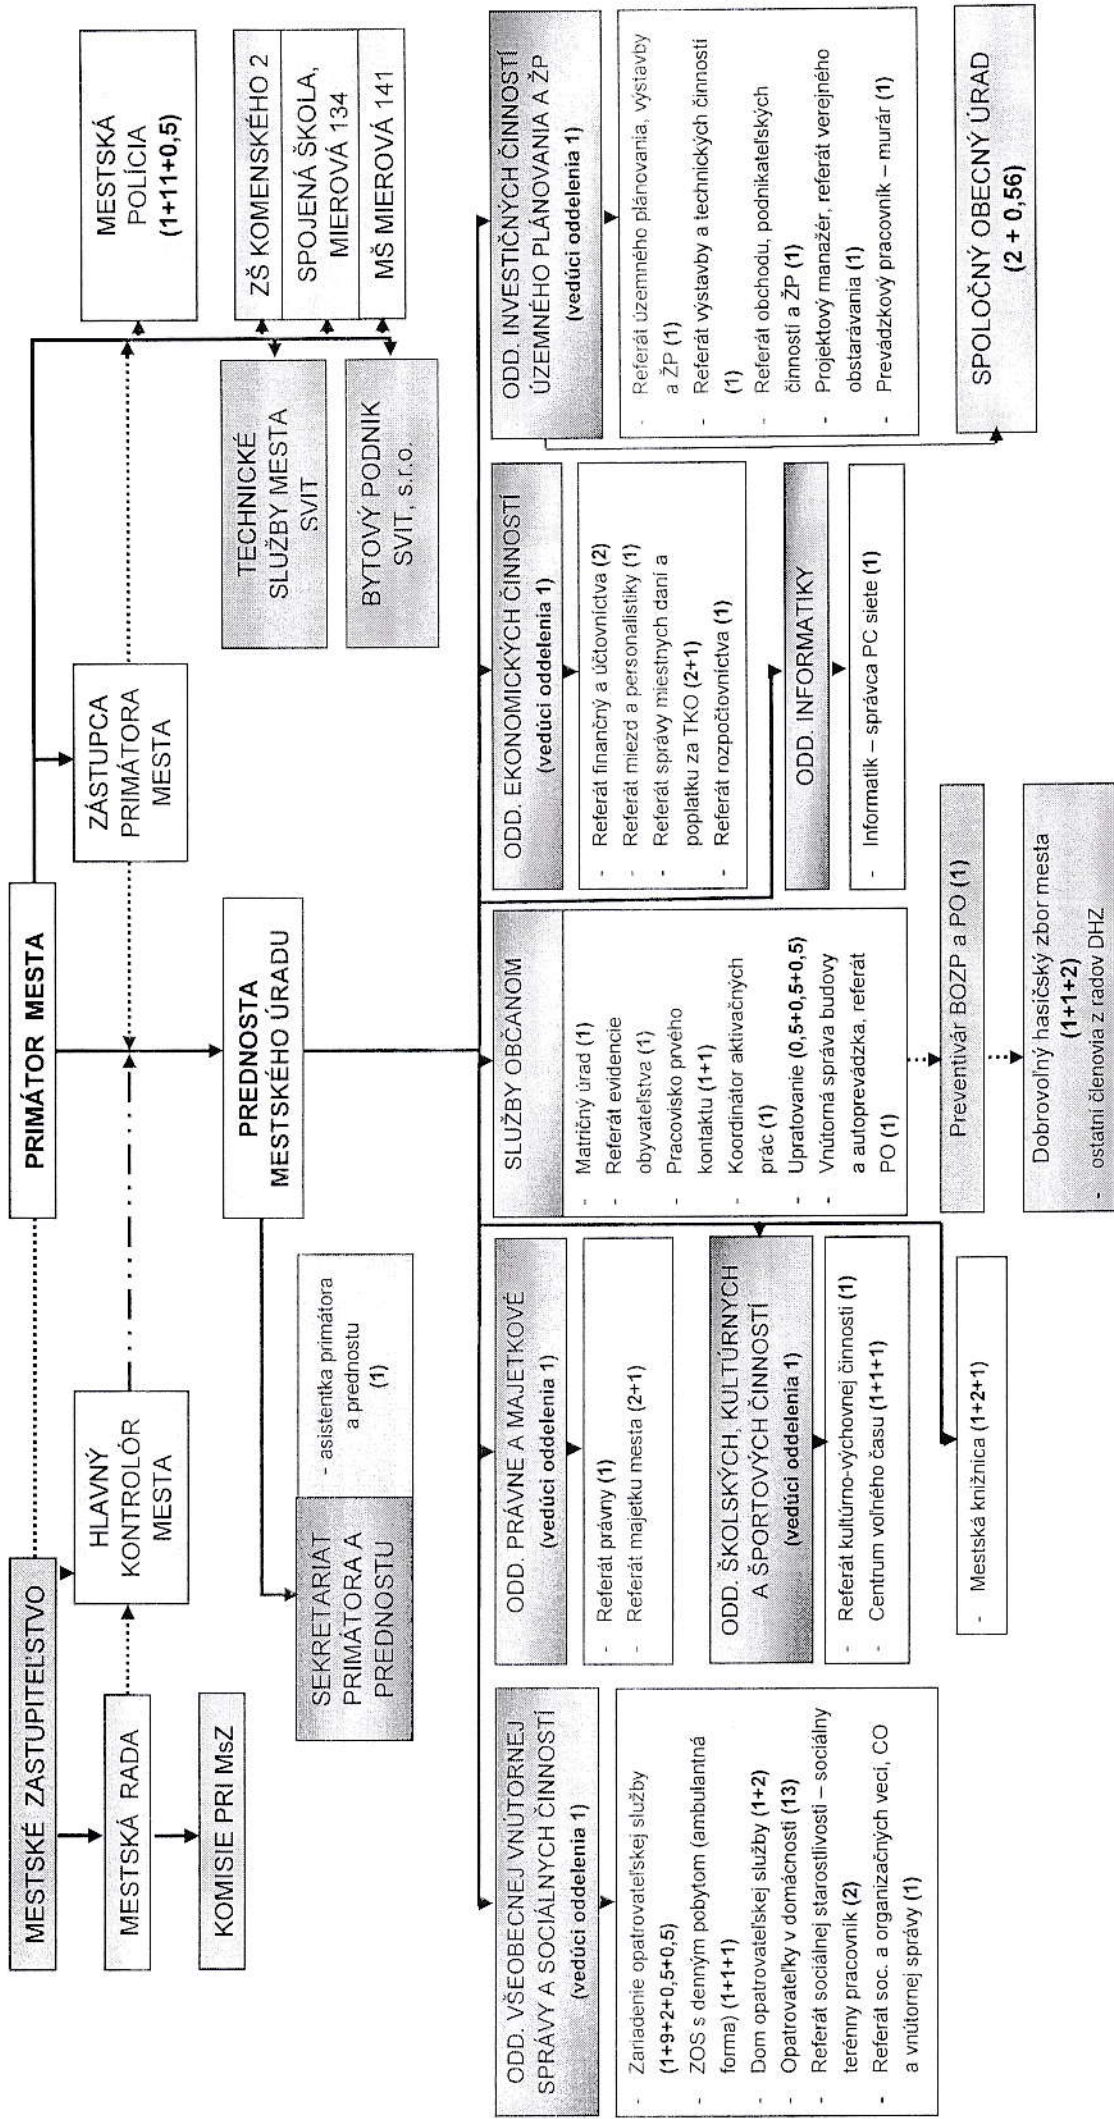 MESTSKÉ ZASTUPITEĽSTVO
PRIMÁTOR MESTA
MESTSKÁ RADA
KOMISIE PRI MsZ
HLAVNÝ
KONTROLÓR
MESTA
ZÁSTUPCA
PRIMÁTORA
MESTA
MESTSKÁ
POLÍCIA
(1+11+0,5)
TECHNICKÉ
SLUŽBY MESTA
SVIT
BYTOVÝ PODNIK
SVIT, s.r.o.
ZŠ KOMENSKÉHO 2
SPOJENÁ ŠKOLA,
MIEROVÁ 134
MŠ MIEROVÁ 141
PREDNOSTA
MESTSKÉHO ÚRADU
SEKRETARIAT
PRIMÁTORA A
PREDNOSTU
- asistentka primátora
a prednostu
(1)
ODD. VŠEOBECNEJ VNÚTORNEJ
SPRÁVY A SOCIÁLNYCH ČINNOSTÍ
(vedúci oddelenia 1)
- Zariadenie opatrovateľskej služby
(1+9+2+0,5+0,5)
- ZOS s denným pobytom (ambulantná
forma) (1+1+1)
- Dom opatrovateľskej služby (1+2)
- Opatrovateľky v domácnosti (13)
- Referát sociálnej starostlivosti – sociálny
terénny pracovník (2)
- Referát soc. a organizačných vecí, CO
a vnútornej správy (1)
ODD. PRÁVNE A MAJETKOVÉ
(vedúci oddelenia 1)
- Referát právny (1)
- Referát majetku mesta (2+1)
ODD. ŠKOLSKÝCH, KULTÚRNYCH
A ŠPORTOVÝCH ČINNOSTÍ
(vedúci oddelenia 1)
- Referát kultúrno-výchovnej činnosti (1)
- Centrum voľného času (1+1+1)
- Mestská knižnica (1+2+1)
SLUŽBY OBČANOM
- Matričný úrad (1)
- Referát evidencie
obyvateľstva (1)
- Pracovisko prvého
kontaktu (1+1)
- Koordinátor aktivačných
prác (1)
- Upratovanie (0,5+0,5+0,5)
- Vnútorná správa budovy
a autoprevádzka, referát
PO (1)
Preventivár BOZP a PO (1)
Dobrovoľný hasičský zbor mesta
(1+1+2)
- ostatní členovia z radov DHZ
ODD. EKONOMICKÝCH ČINNOSTÍ
(vedúci oddelenia 1)
- Referát finančný a účtovníctva (2)
- Referát miezd a personalistiky (1)
- Referát správy miestnych daní a
poplatku za TKO (2+1)
- Referát rozpočtovníctva (1)
ODD. INFORMATIKY
- Informatik – správca PC siete (1)
ODD. INVESTIČNÝCH ČINNOSTÍ
ÚZEMNÉHO PLÁNOVANIA A ŽP
(vedúci oddelenia 1)
- Referát územného plánovania, výstavby
a ŽP (1)
- Referát výstavby a technických činností
(1)
- Referát obchodu, podnikateľských
činností a ŽP (1)
- Projektový manažér, referát verejného
obstarávania (1)
- Prevádzkový pracovník – murár (1)
SPOLOČNÝ OBECNÝ ÚRAD
(2 + 0,56)